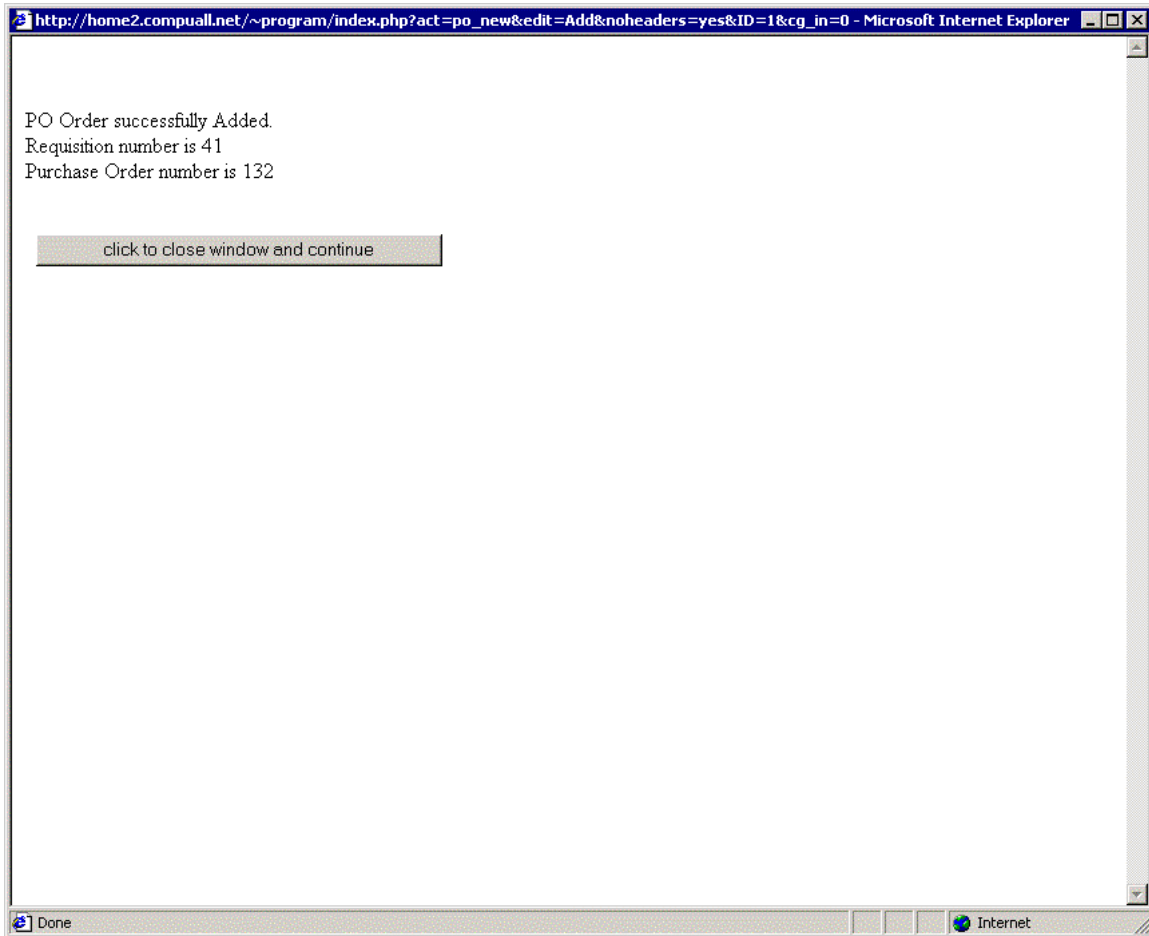 http://home2.compuall.net/~program/index.php?act=po_new&edit=Add&noheaders=yes&ID=1&cg_in=0 - Microsoft Internet Explorer
PO Order successfully Added.
Requisition number is 41
Purchase Order number is 132
click to close window and continue
Done
Internet